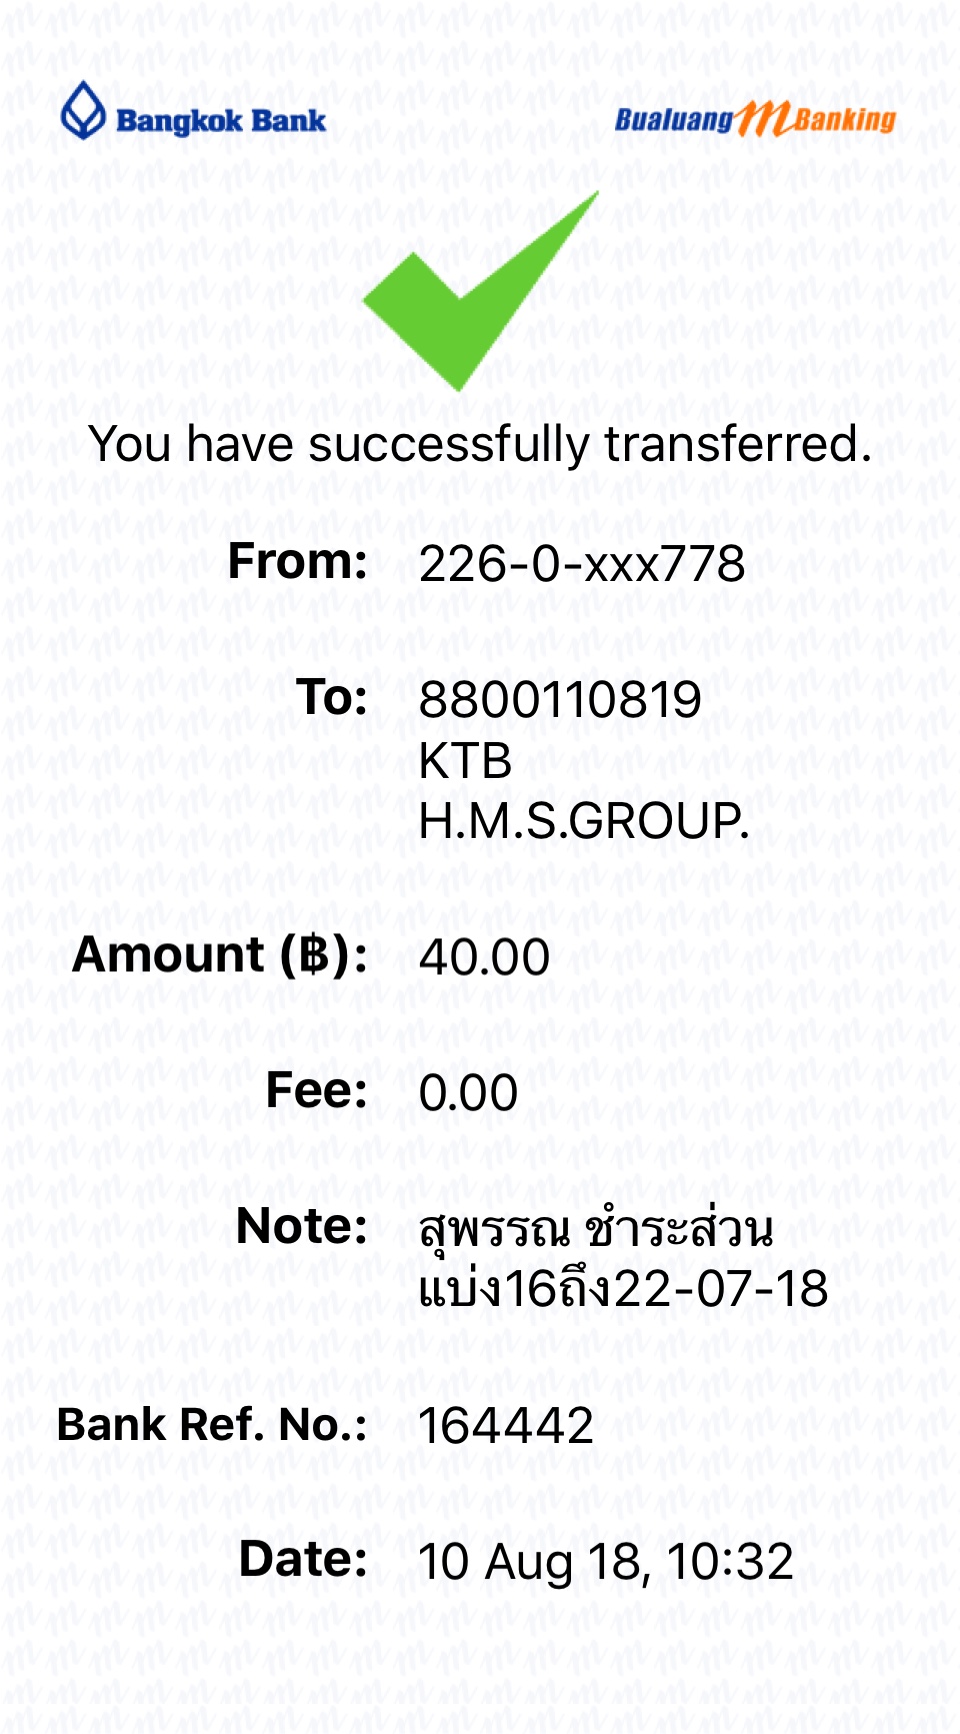 Bangkok Bank Bualuang mBanking
You have successfully transferred.
From: 226-0-xxx778
To: 8800110819
KTB
H.M.S.GROUP.
Amount (฿): 40.00
Fee: 0.00
Note: สุพรรณ ชำระส่วน
แบ่ง16ถึง22-07-18
Bank Ref. No.: 164442
Date: 10 Aug 18, 10:32